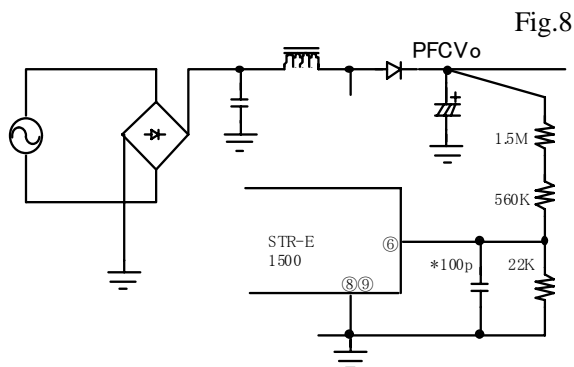 Fig.8
PFCVo
+
1.5M
560K
STR-E
1500
⑥
*100p
22K
⑧⑨